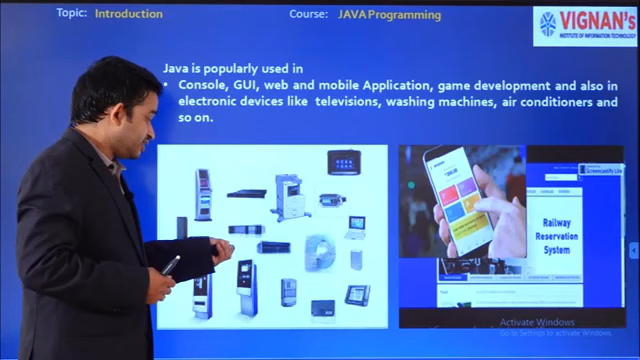 Topic: Introduction
Course: JAVA Programming
VIGNAN's
INSTITUTE OF INFORMATION TECHNOLOGY
Java is popularly used in
• Console, GUI, web and mobile Application, game development and also in
electronic devices like televisions, washing machines, air conditioners and
so on.
Screencastify Lite
Railway
Reservation
System
Activate Windows
Go to Settings to activate Windows.